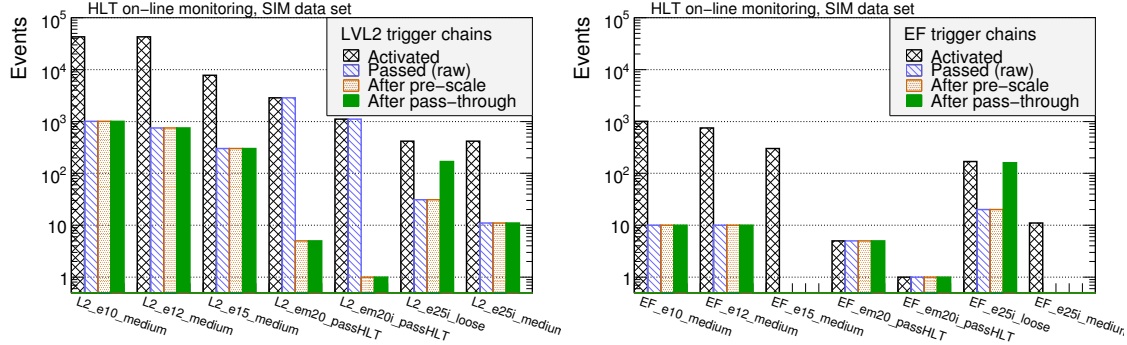 HLT on-line monitoring, SIM data set
Events
10^5
10^4
10^3
10^2
10
1
LVL2 trigger chains
Activated
Passed (raw)
After pre-scale
After pass-through
L2_e10_medium
L2_e12_medium
L2_e15_medium
L2_em20_passHLT
L2_em20i_passHLT
L2_e25i_loose
L2_e25i_medium
HLT on-line monitoring, SIM data set
Events
10^5
10^4
10^3
10^2
10
1
EF trigger chains
Activated
Passed (raw)
After pre-scale
After pass-through
EF_e10_medium
EF_e12_medium
EF_e15_medium
EF_em20_passHLT
EF_em20i_passHLT
EF_e25i_loose
EF_e25i_medium